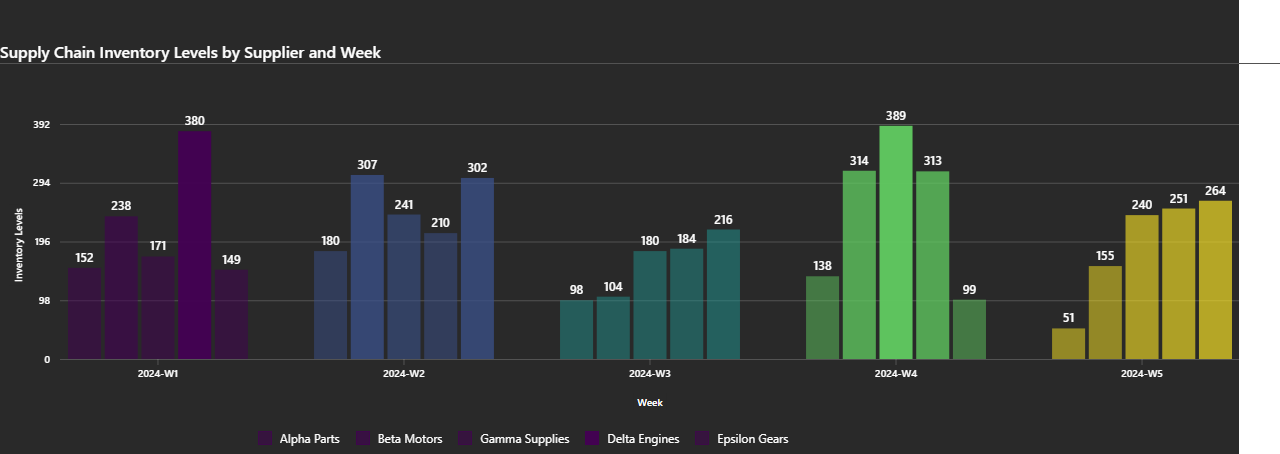 Supply Chain Inventory Levels by Supplier and Week
Inventory Levels
392
294
196
98
0
152
238
171
380
149
180
307
241
210
302
98
104
180
184
216
138
314
389
313
99
51
155
240
251
264
2024-W1
2024-W2
2024-W3
2024-W4
2024-W5
Week
Alpha Parts
Beta Motors
Gamma Supplies
Delta Engines
Epsilon Gears